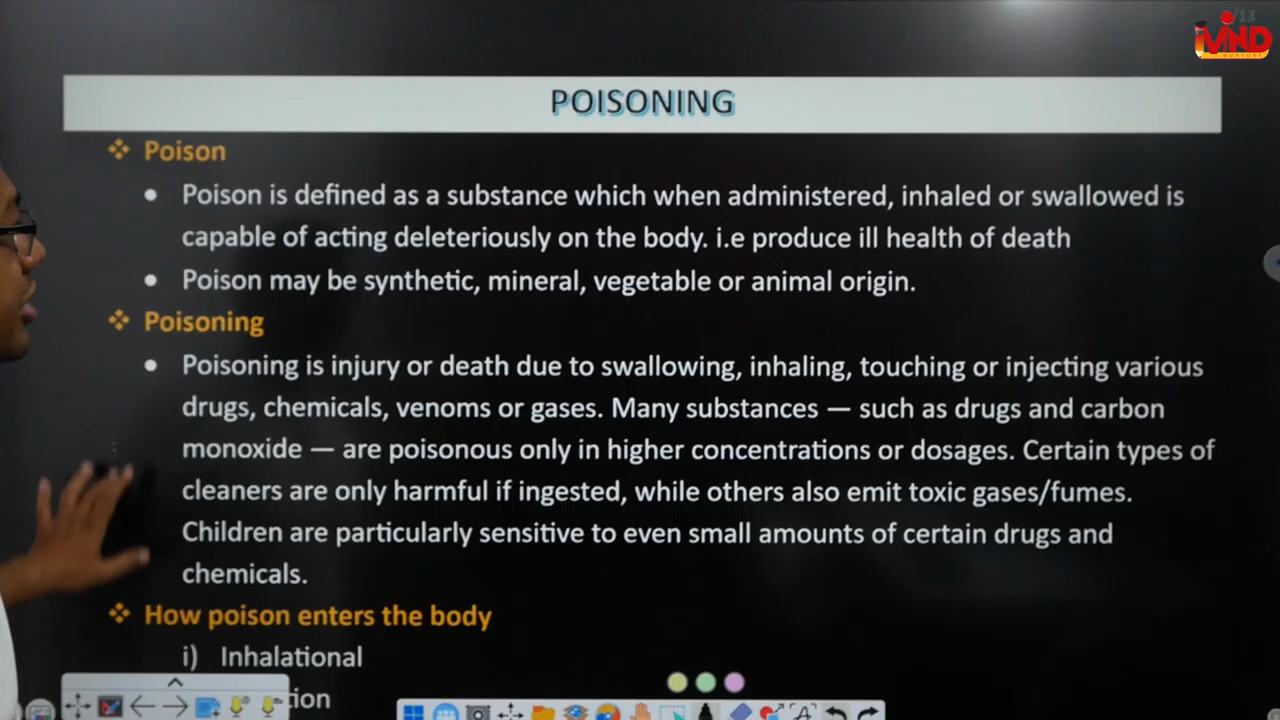 /13
MIND
POISONING
❖ Poison
• Poison is defined as a substance which when administered, inhaled or swallowed is
capable of acting deleteriously on the body. i.e produce ill health of death
• Poison may be synthetic, mineral, vegetable or animal origin.
❖ Poisoning
• Poisoning is injury or death due to swallowing, inhaling, touching or injecting various
drugs, chemicals, venoms or gases. Many substances — such as drugs and carbon
monoxide — are poisonous only in higher concentrations or dosages. Certain types of
cleaners are only harmful if ingested, while others also emit toxic gases/fumes.
Children are particularly sensitive to even small amounts of certain drugs and
chemicals.
❖ How poison enters the body
i) Inhalational
tion